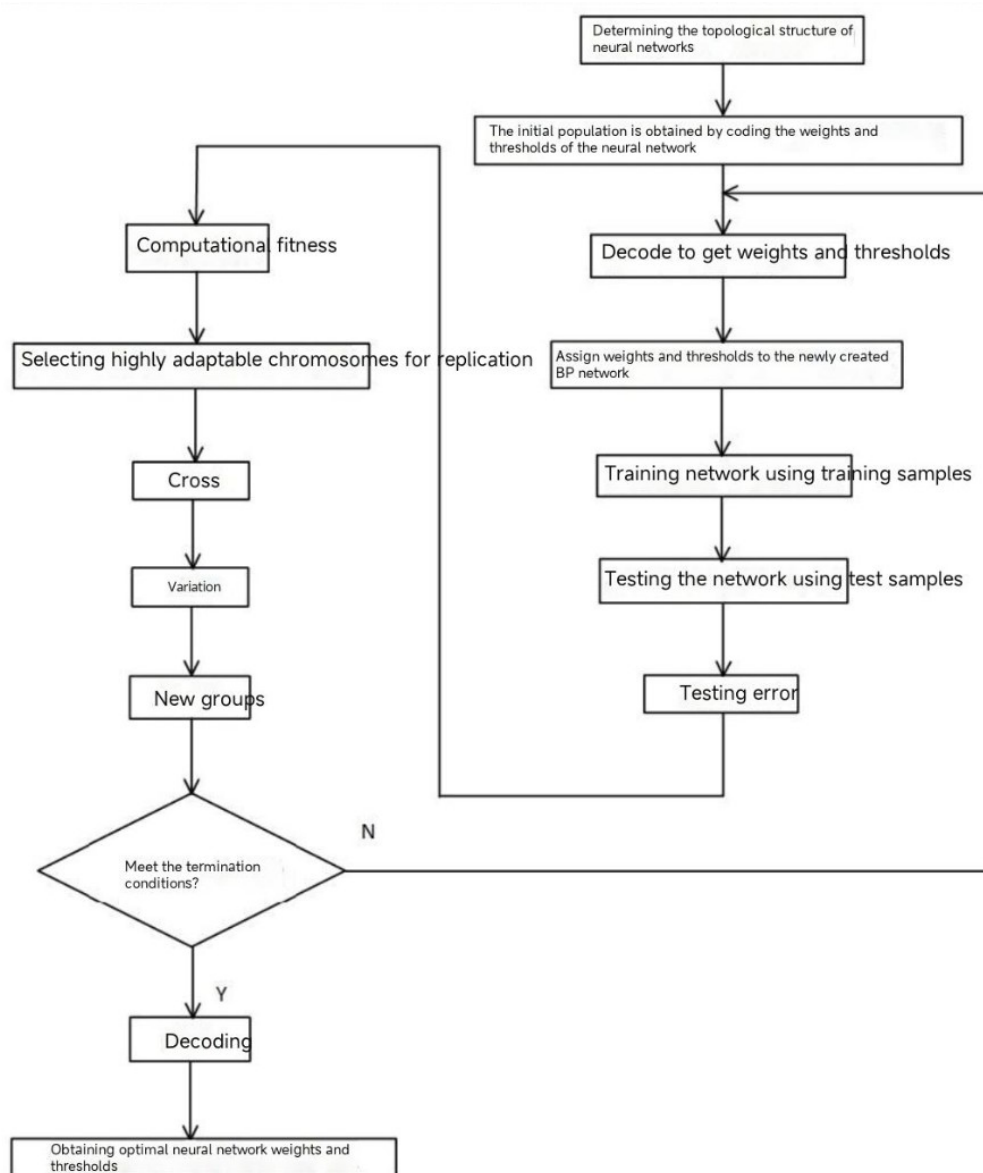 Determining the topological structure of
neural networks
The initial population is obtained by coding the weights and
thresholds of the neural network
Decode to get weights and thresholds
Assign weights and thresholds to the newly created
BP network
Training network using training samples
Testing the network using test samples
Testing error
Computational fitness
Selecting highly adaptable chromosomes for replication
Cross
Variation
New groups
Meet the termination
conditions?
N
Y
Decoding
Obtaining optimal neural network weights and
thresholds